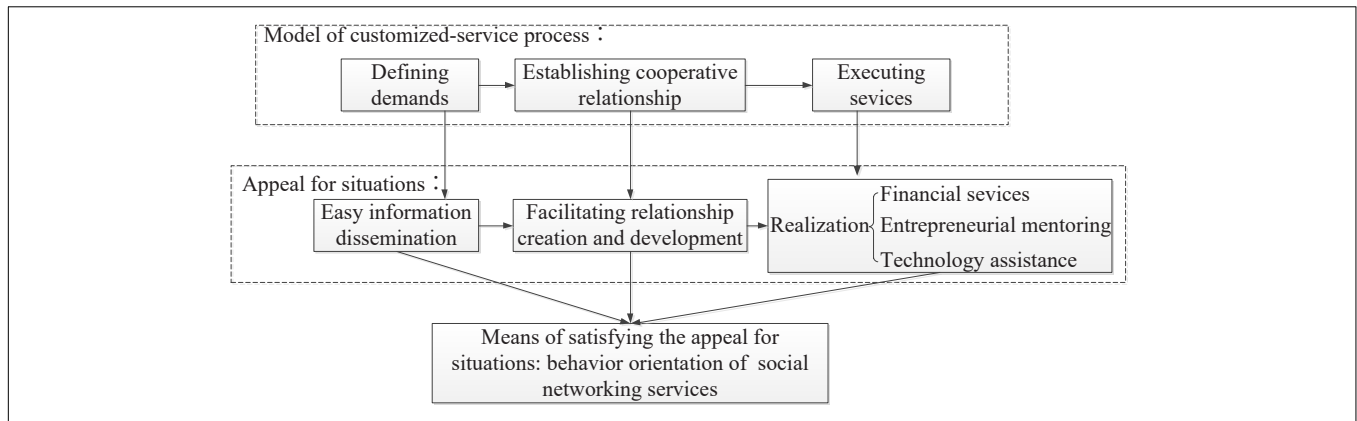 Model of customized-service process：
Defining
demands
Establishing cooperative
relationship
Executing
sevices
Appeal for situations：
Easy information
dissemination
Facilitating relationship
creation and development
Realization
Financial sevices
Entrepreneurial mentoring
Technology assistance
Means of satisfying the appeal for
situations: behavior orientation of social
networking services